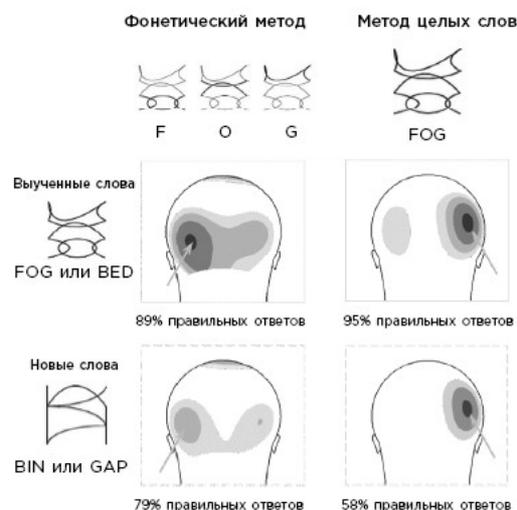 Фонетический метод
Метод целых слов
F O G
FOG
Выученные слова
FOG или BED
89% правильных ответов
95% правильных ответов
Новые слова
BIN или GAP
79% правильных ответов
58% правильных ответов